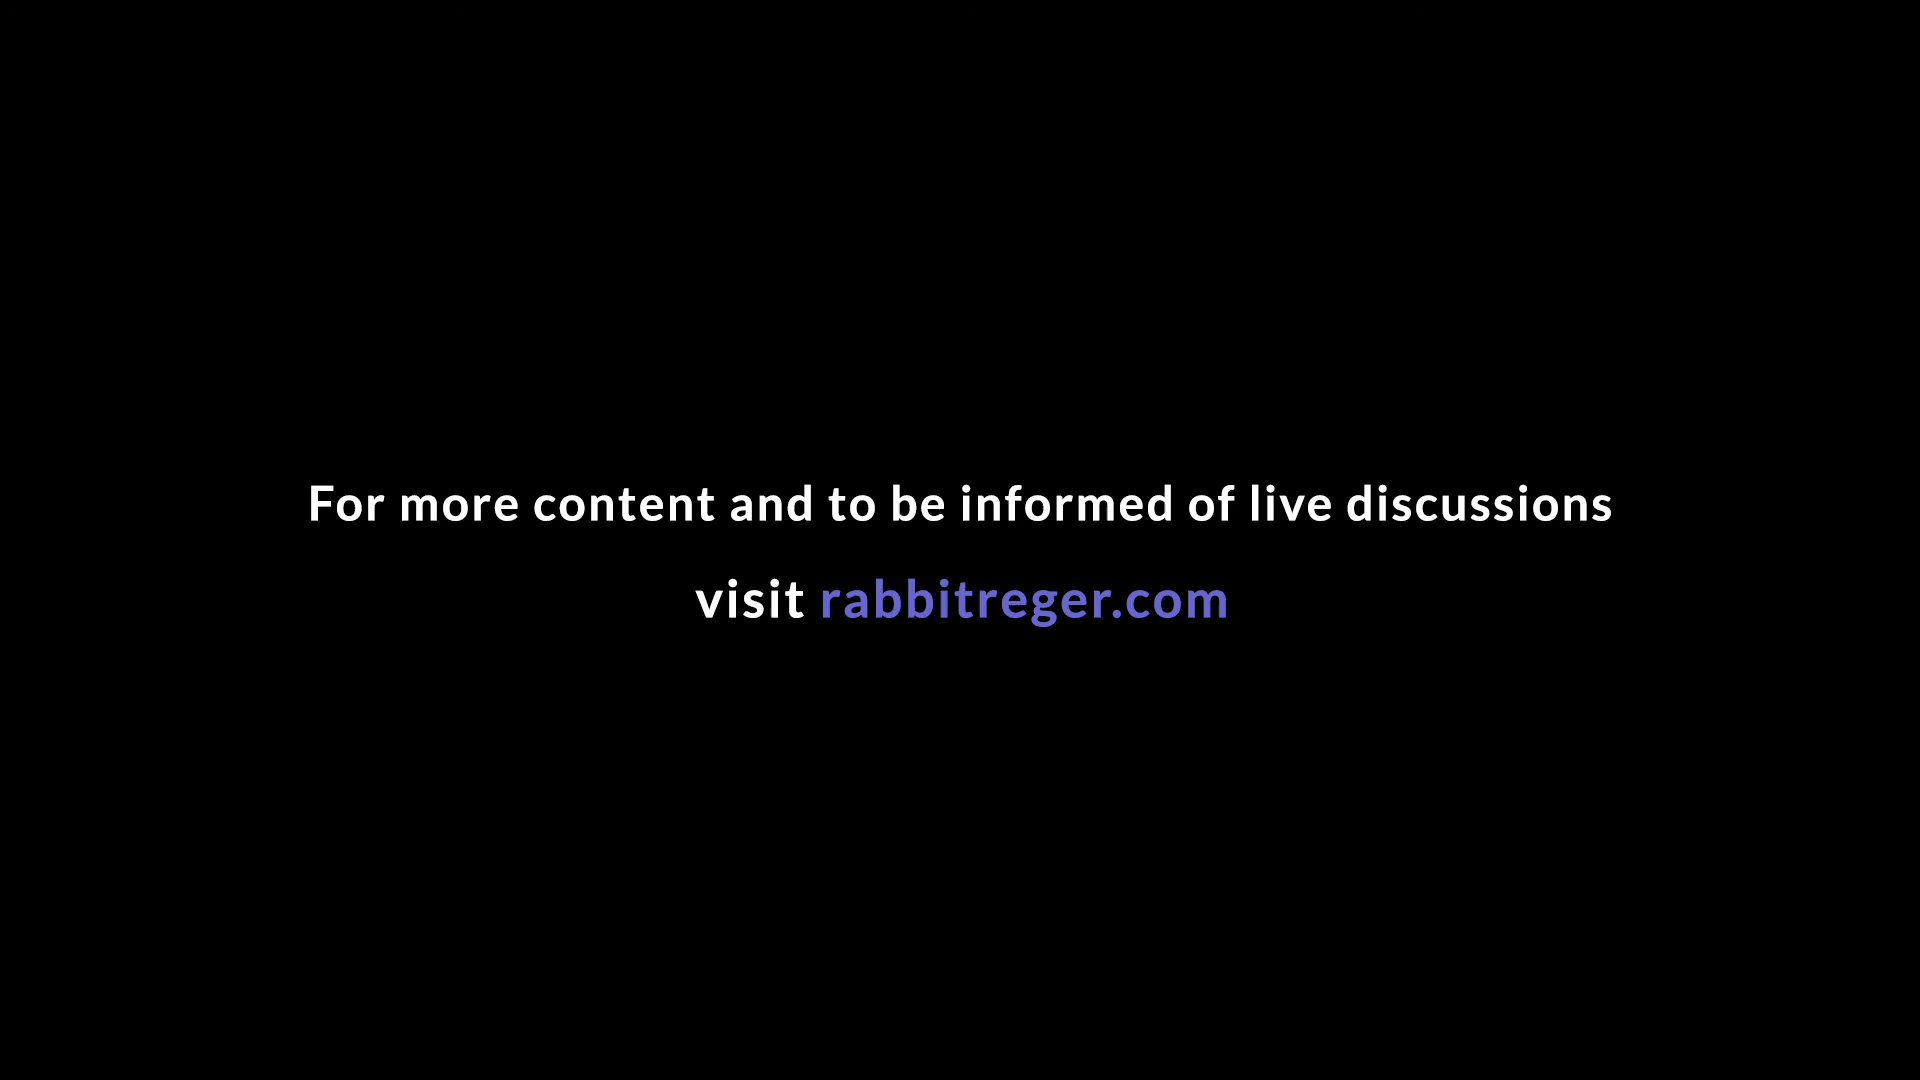 For more content and to be informed of live discussions
visit rabbitreger.com